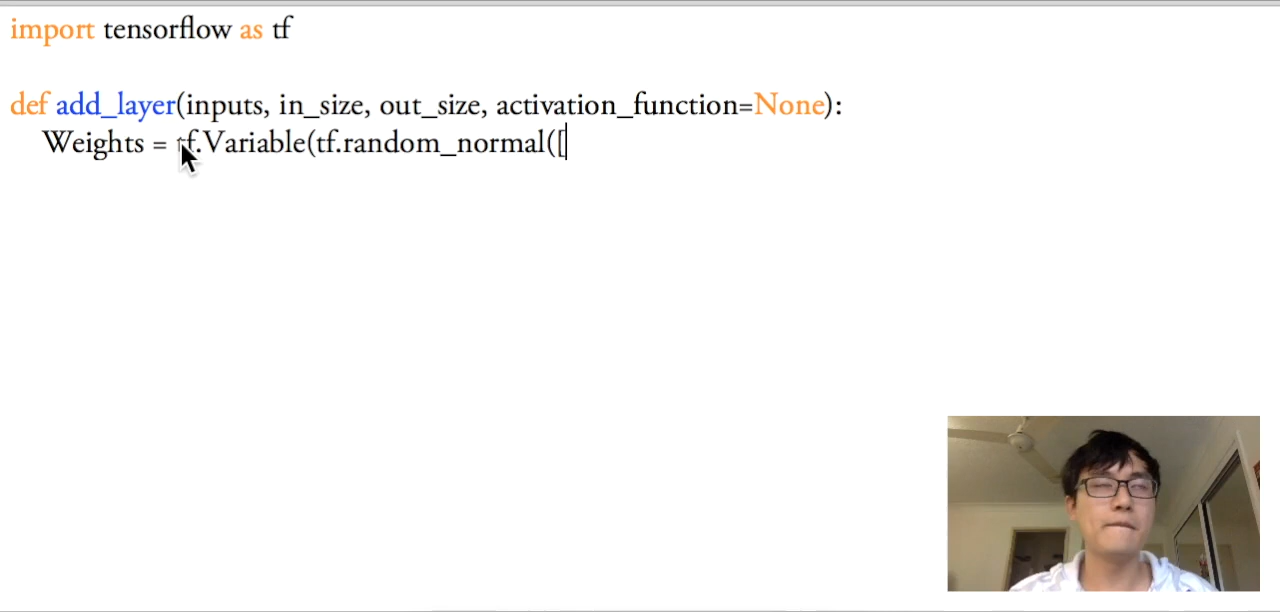 import tensorflow as tf
def add_layer(inputs, in_size, out_size, activation_function=None):
Weights = tf.Variable(tf.random_normal([